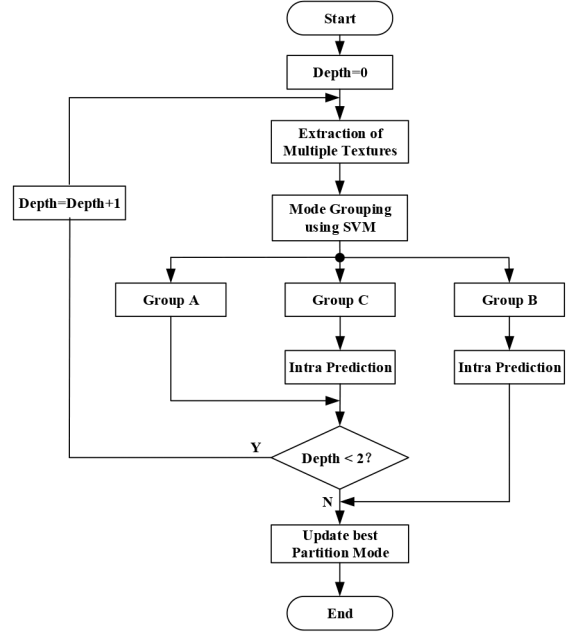 Start
Depth=0
Extraction of
Multiple Textures
Depth=Depth+1
Mode Grouping
using SVM
Group A
Group C
Group B
Intra Prediction
Intra Prediction
Y
Depth < 2?
N
Update best
Partition Mode
End